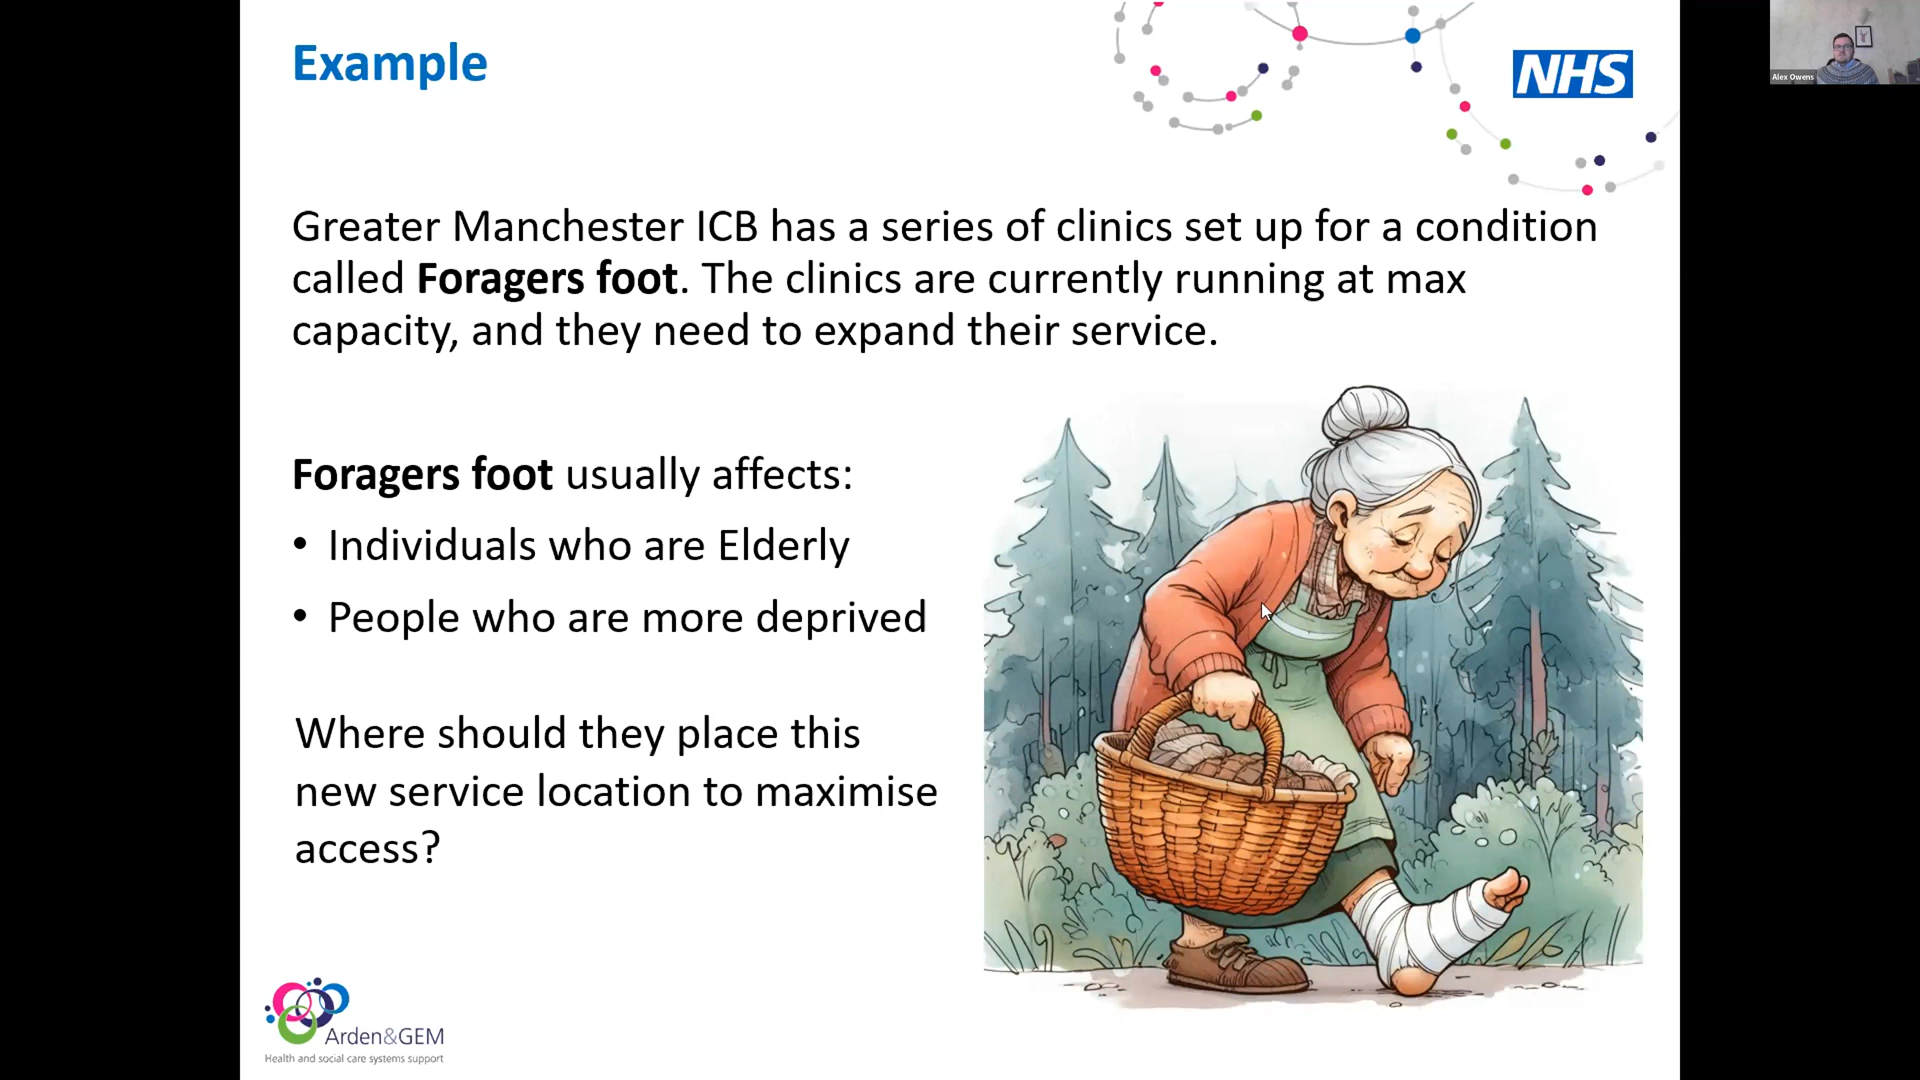 Example
NHS
Alex Owens
Greater Manchester ICB has a series of clinics set up for a condition
called Foragers foot. The clinics are currently running at max
capacity, and they need to expand their service.
Foragers foot usually affects:
• Individuals who are Elderly
• People who are more deprived
Where should they place this
new service location to maximise
access?
Arden&GEM
Health and social care systems support